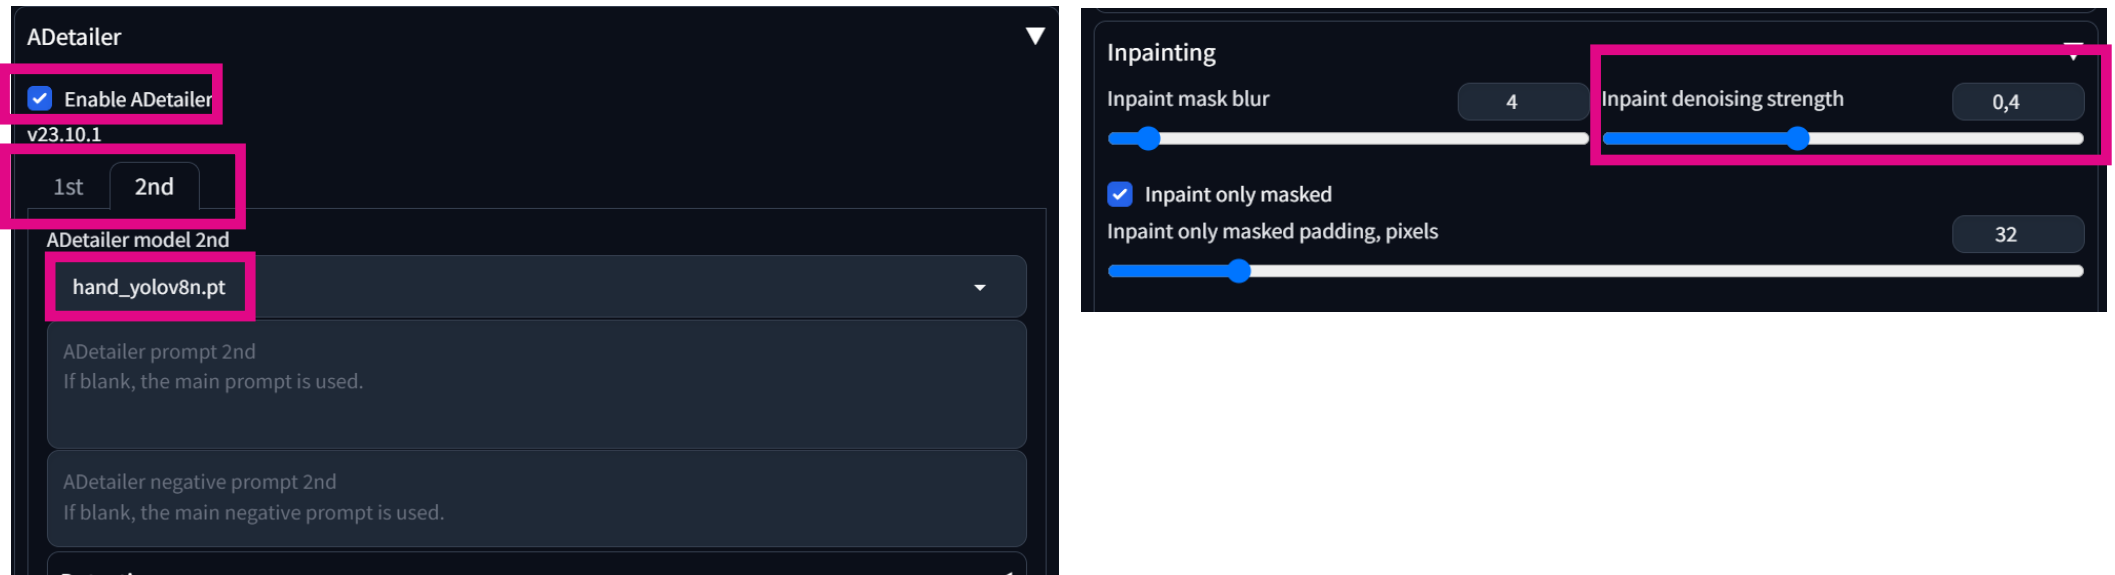 ADetailer
Enable ADetailer
v23.10.1
1st 2nd
ADetailer model 2nd
hand_yolov8n.pt
ADetailer prompt 2nd
If blank, the main prompt is used.
ADetailer negative prompt 2nd
If blank, the main negative prompt is used.
Inpainting
Inpaint mask blur 4
Inpaint denoising strength 0,4
Inpaint only masked
Inpaint only masked padding, pixels 32